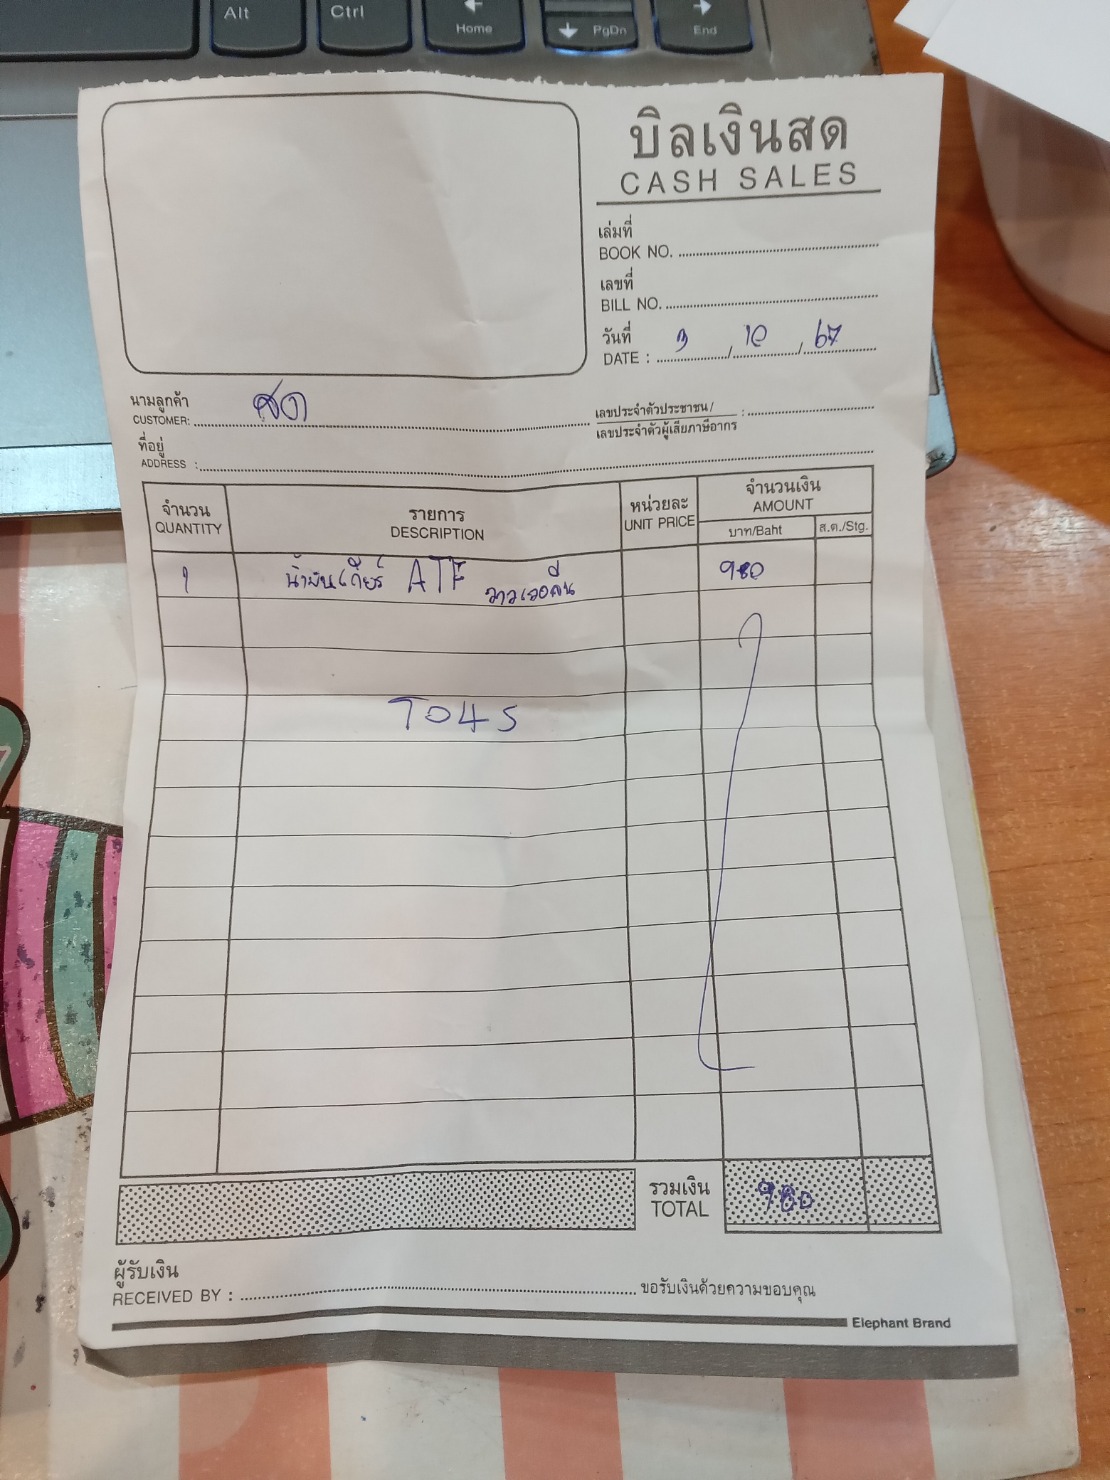 Alt
Ctrl
Home
PgDn
End
บิลเงินสด
CASH SALES
เล่มที่
BOOK NO.
เลขที่
BILL NO.
วันที่
DATE : 3 / 10 / 67
นามลูกค้า
CUSTOMER: สด
เลขประจำตัวประชาชน/ :
เลขประจำตัวผู้เสียภาษีอากร
ที่อยู่
ADDRESS :
จำนวน
QUANTITY
รายการ
DESCRIPTION
หน่วยละ
UNIT PRICE
จำนวนเงิน
AMOUNT
บาท/Baht
ส.ต./Stg.
1 น้ำมันเกียร์ ATF 980
TO4 S
รวมเงิน
TOTAL 980
ผู้รับเงิน
RECEIVED BY :
ขอรับเงินด้วยความขอบคุณ
Elephant Brand